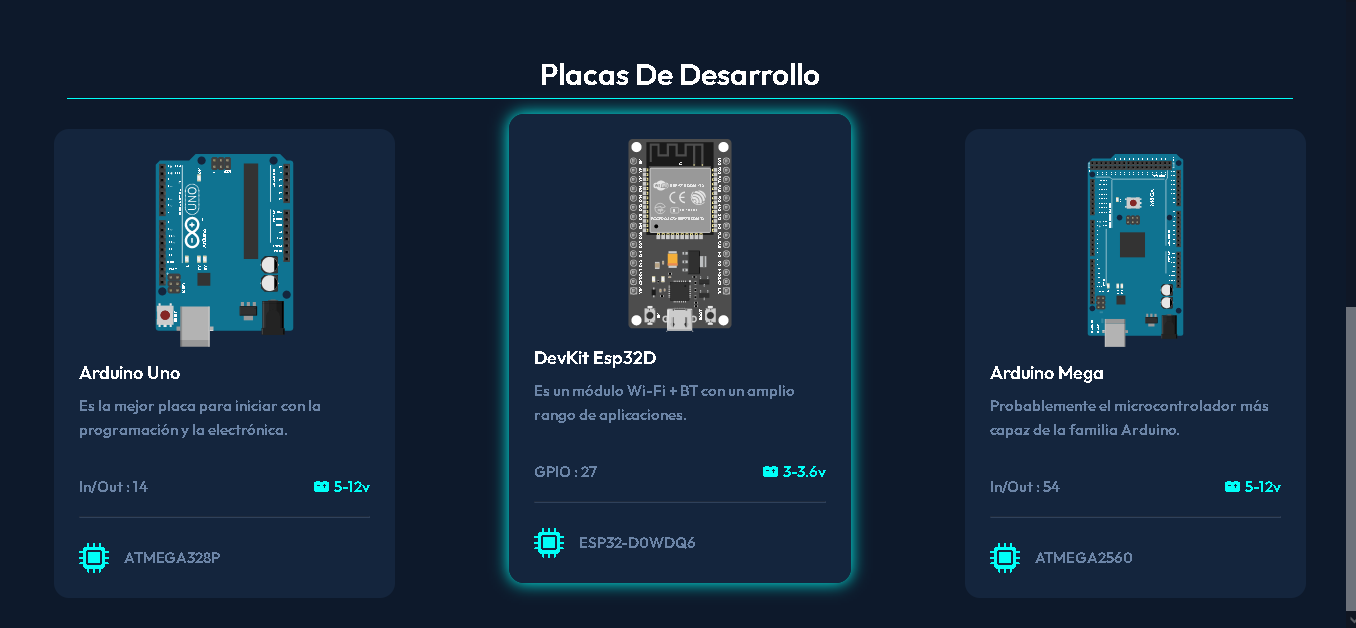 Placas De Desarrollo
UNO
Arduino Uno
Es la mejor placa para iniciar con la
programación y la electrónica.
In/Out : 14
5-12v
ATMEGA328P
DevKit Esp32D
Es un módulo Wi-Fi + BT con un amplio
rango de aplicaciones.
GPIO : 27
3-3.6v
ESP32-D0WDQ6
MEGA
Arduino Mega
Probablemente el microcontrolador más
capaz de la familia Arduino.
In/Out : 54
5-12v
ATMEGA2560